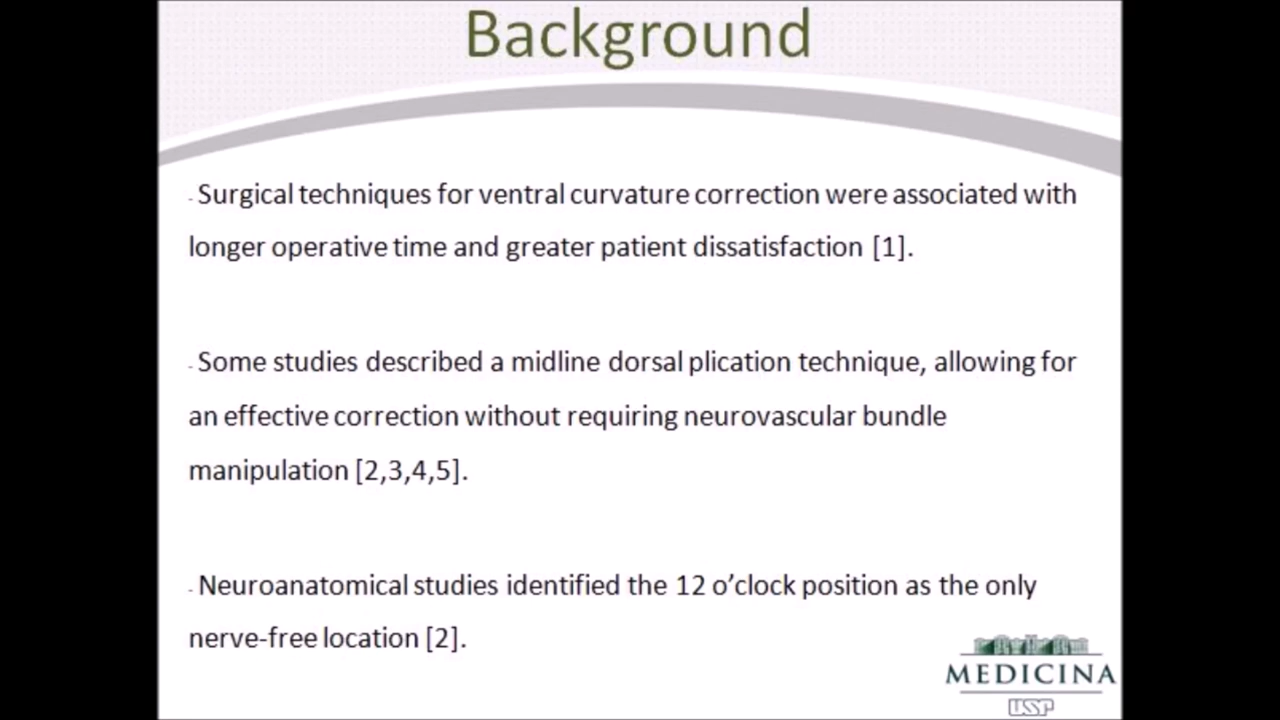 Background
- Surgical techniques for ventral curvature correction were associated with
longer operative time and greater patient dissatisfaction [1].
- Some studies described a midline dorsal plication technique, allowing for
an effective correction without requiring neurovascular bundle
manipulation [2,3,4,5].
- Neuroanatomical studies identified the 12 o’clock position as the only
nerve-free location [2].
MEDICINA
USP